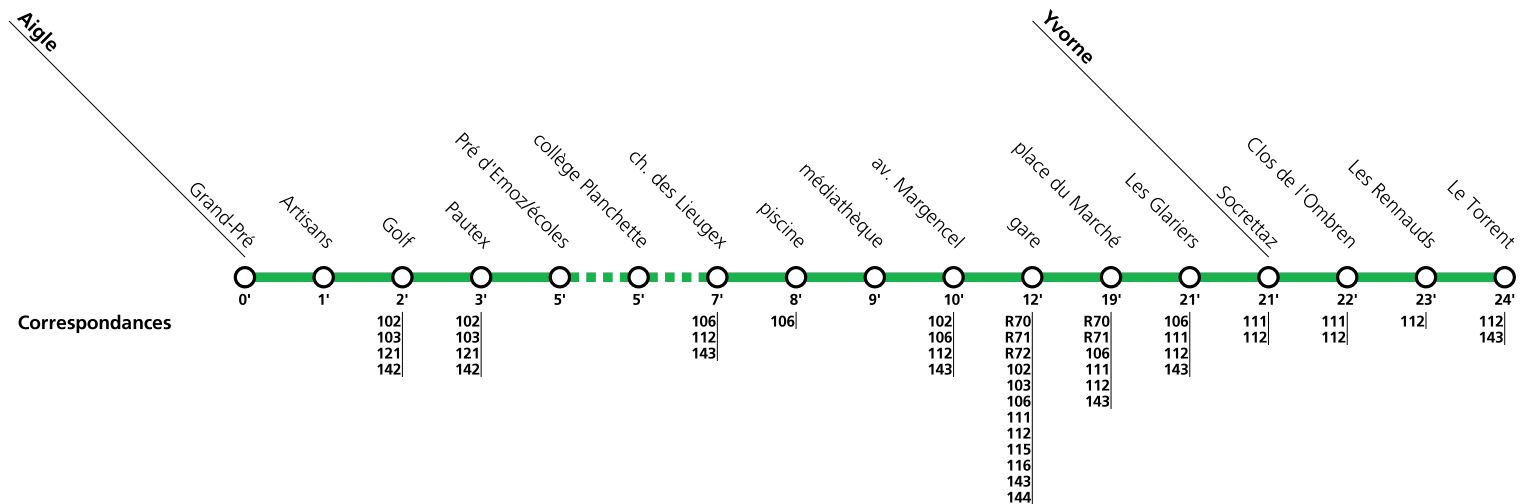 Aigle
Yvorne
Grand-Pré
Artisans
Golf
Pautex
Pré d'Emoz/écoles
collège Planchette
ch. des Lieugex
piscine
médiathèque
av. Margencel
gare
place du Marché
Les Glariers
Socrettaz
Clos de l'Ombren
Les Rennauds
Le Torrent
0' 1' 2' 3' 5' 5' 7' 8' 9' 10' 12' 19' 21' 21' 22' 23' 24'
Correspondances
102
103
121
142
102
103
121
142
106
112
143
106
102
106
112
143
R70
R71
R72
102
103
106
111
112
115
116
143
144
R70
R71
106
111
112
143
106
111
112
143
111
112
111
112
112
112
143